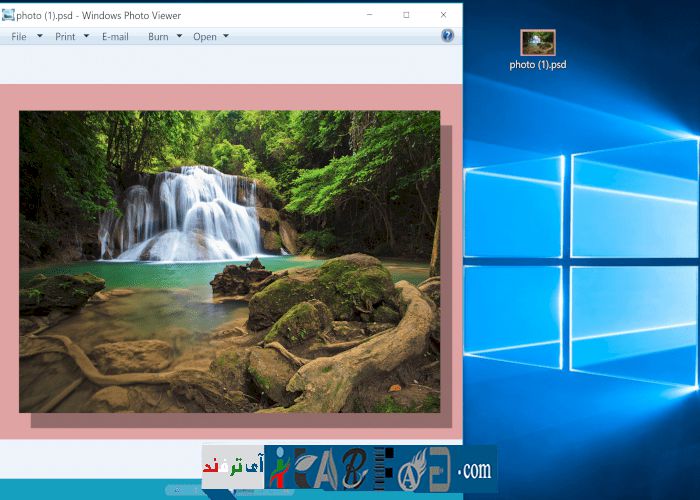 photo (1).psd - Windows Photo Viewer
File Print E-mail Burn Open
photo (1).psd
آی ترفند
.com